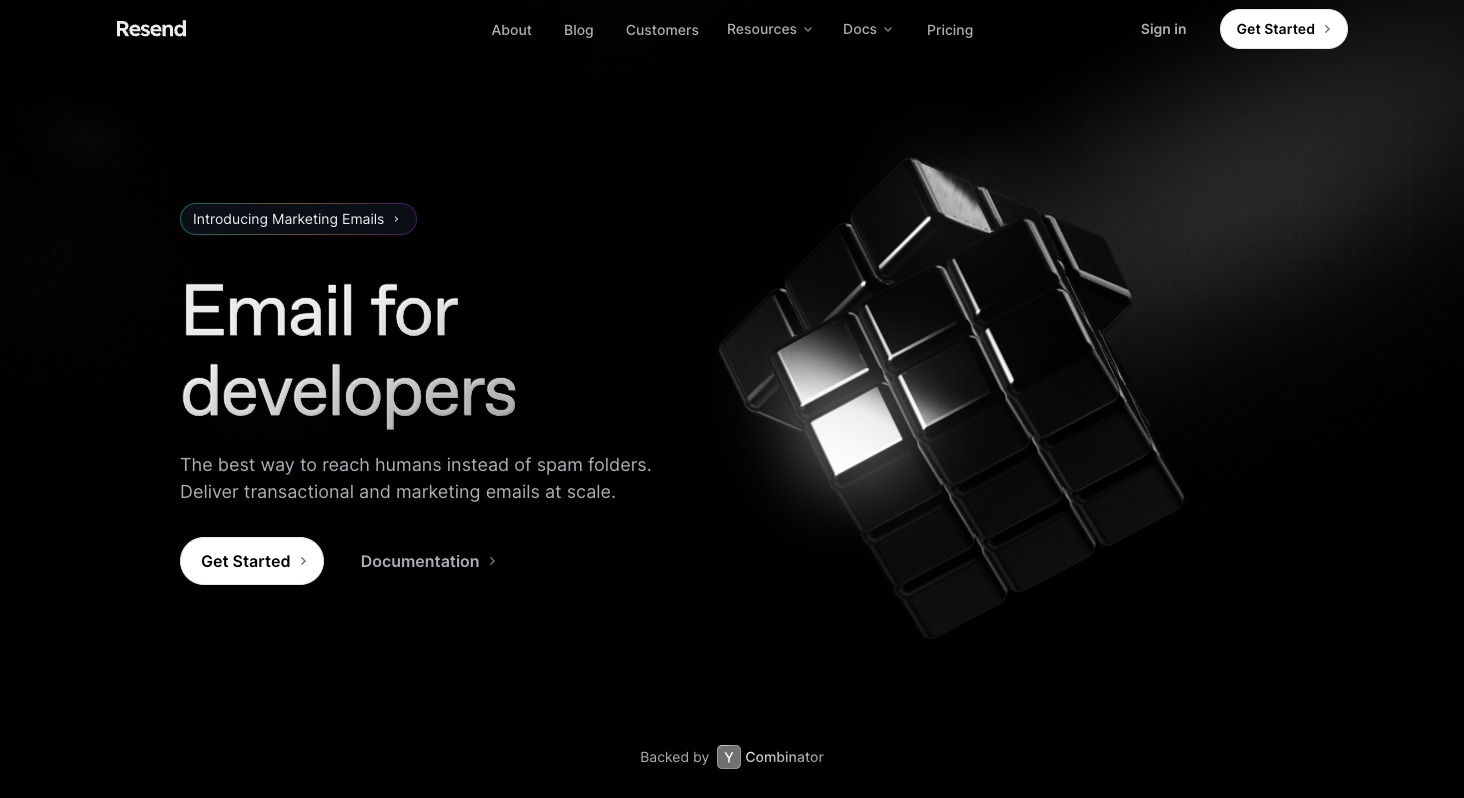 Resend
About
Blog
Customers
Resources
Docs
Pricing
Sign in
Get Started
Introducing Marketing Emails
Email for
developers
The best way to reach humans instead of spam folders.
Deliver transactional and marketing emails at scale.
Get Started
Documentation
Backed by Y Combinator